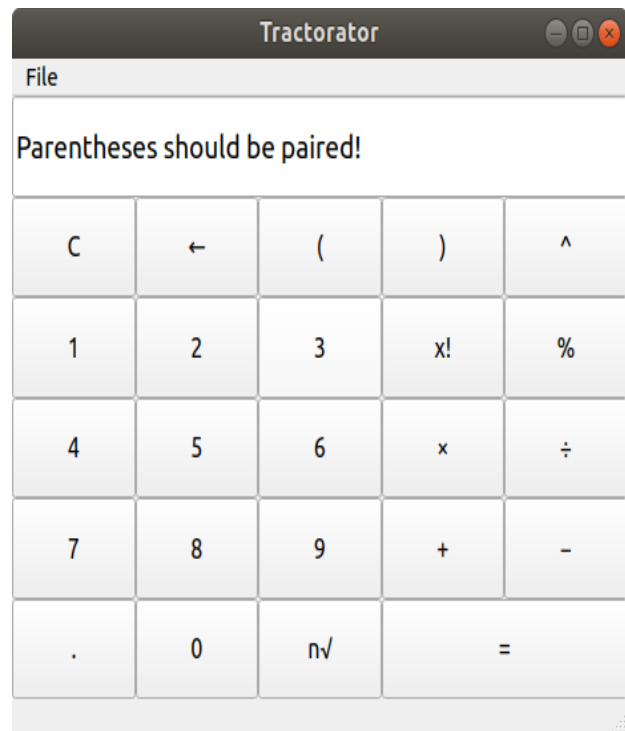 Tractorator
File
Parentheses should be paired!
C ← ( ) ^
1 2 3 x! %
4 5 6 × ÷
7 8 9 + −
. 0 n√ =